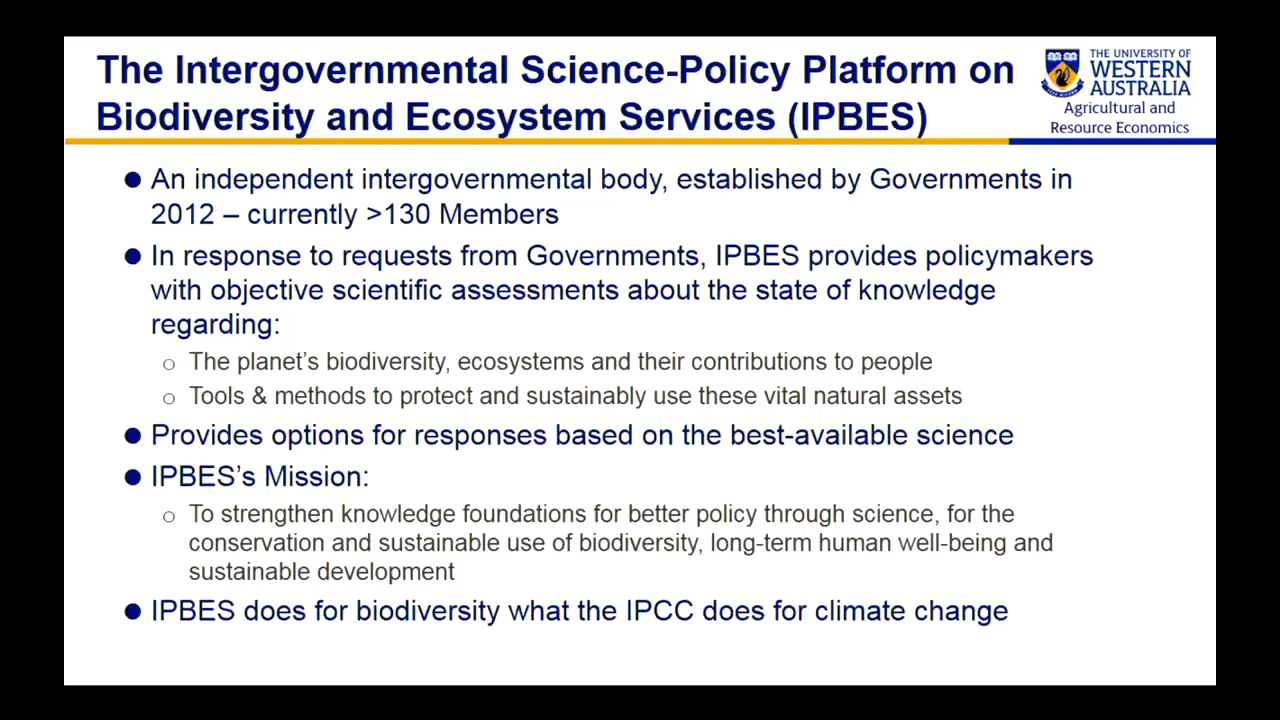 The Intergovernmental Science-Policy Platform on
Biodiversity and Ecosystem Services (IPBES)
THE UNIVERSITY OF
WESTERN
AUSTRALIA
Agricultural and
Resource Economics
● An independent intergovernmental body, established by Governments in
2012 – currently >130 Members
● In response to requests from Governments, IPBES provides policymakers
with objective scientific assessments about the state of knowledge
regarding:
○ The planet’s biodiversity, ecosystems and their contributions to people
○ Tools & methods to protect and sustainably use these vital natural assets
● Provides options for responses based on the best-available science
● IPBES’s Mission:
○ To strengthen knowledge foundations for better policy through science, for the
conservation and sustainable use of biodiversity, long-term human well-being and
sustainable development
● IPBES does for biodiversity what the IPCC does for climate change